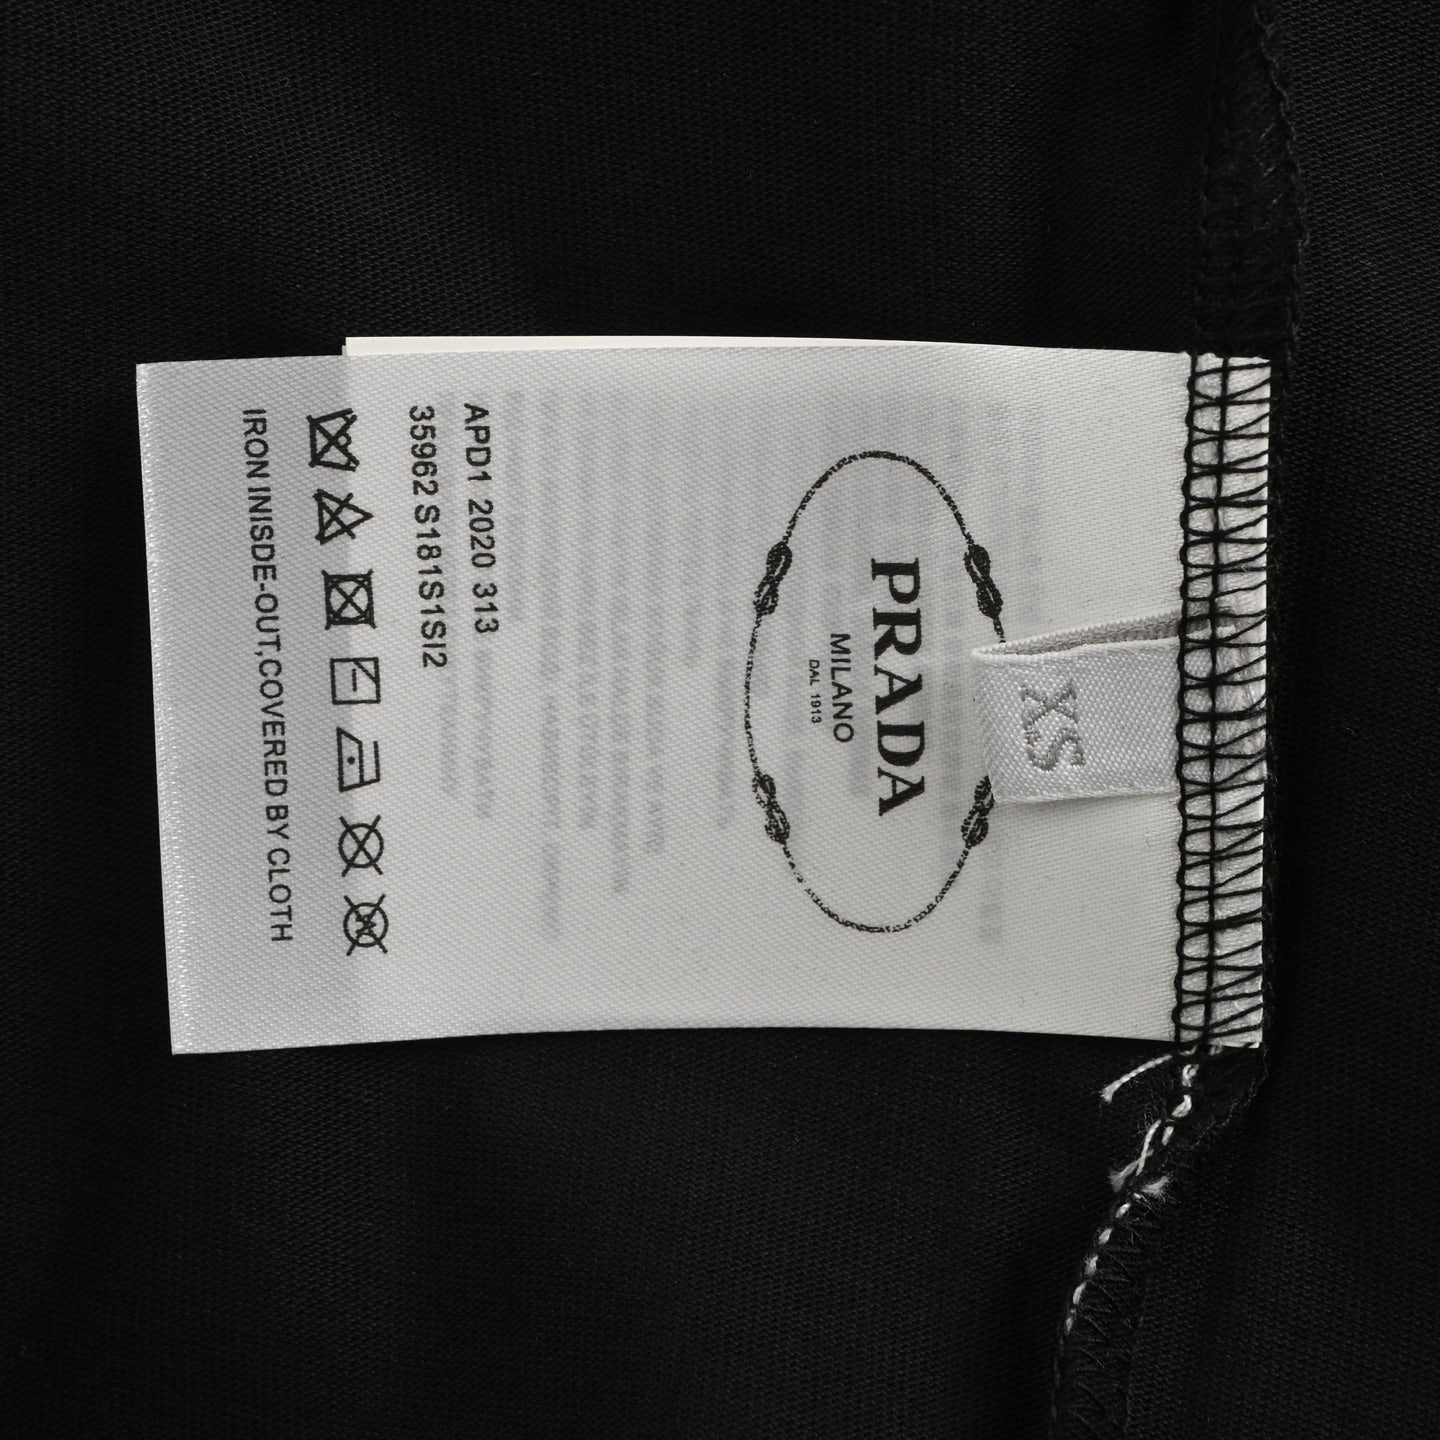 XS
PRADA
MILANO
DAL 1913
APD1 2020 313
35962 S181S1SI2
IRON INISDE-OUT,COVERED BY CLOTH